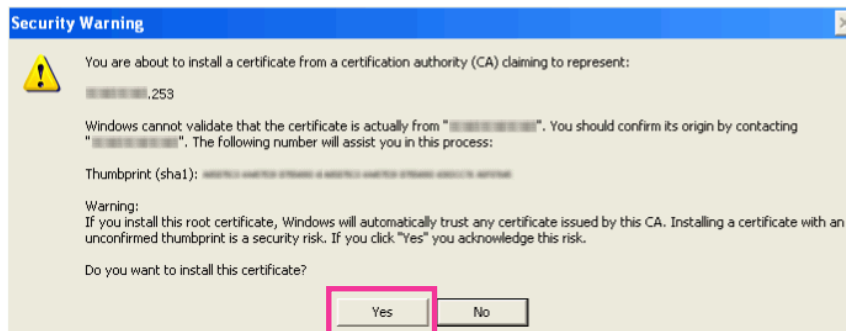 Security Warning
You are about to install a certificate from a certification authority (CA) claiming to represent:
.253
Windows cannot validate that the certificate is actually from "". You should confirm its origin by contacting
"". The following number will assist you in this process:
Thumbprint (sha1):
Warning:
If you install this root certificate, Windows will automatically trust any certificate issued by this CA. Installing a certificate with an
unconfirmed thumbprint is a security risk. If you click "Yes" you acknowledge this risk.
Do you want to install this certificate?
Yes No